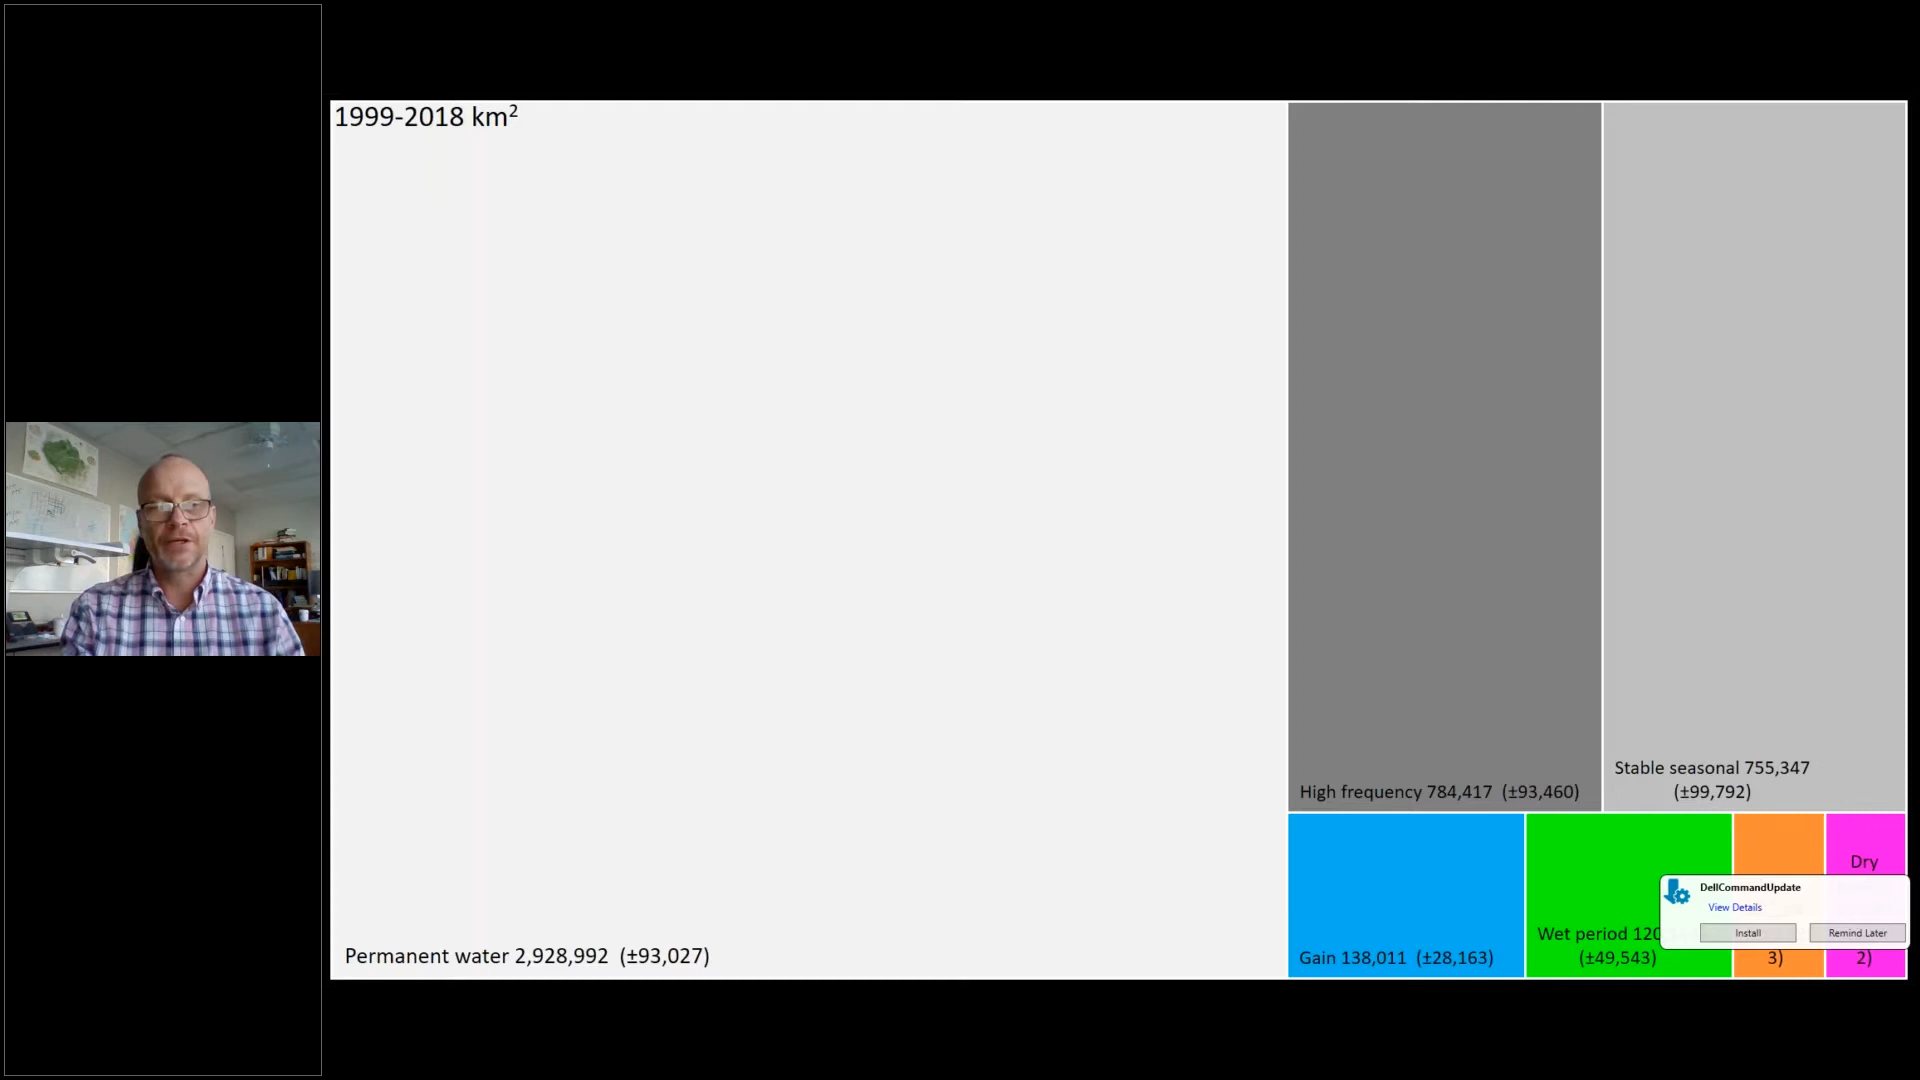 1999-2018 km²
High frequency 784,417 (±93,460)
Stable seasonal 755,347
(±99,792)
Permanent water 2,928,992 (±93,027)
Gain 138,011 (±28,163)
Wet period 120
(±49,543)
3)
Dry
2)
DellCommandUpdate
View Details
Install
Remind Later